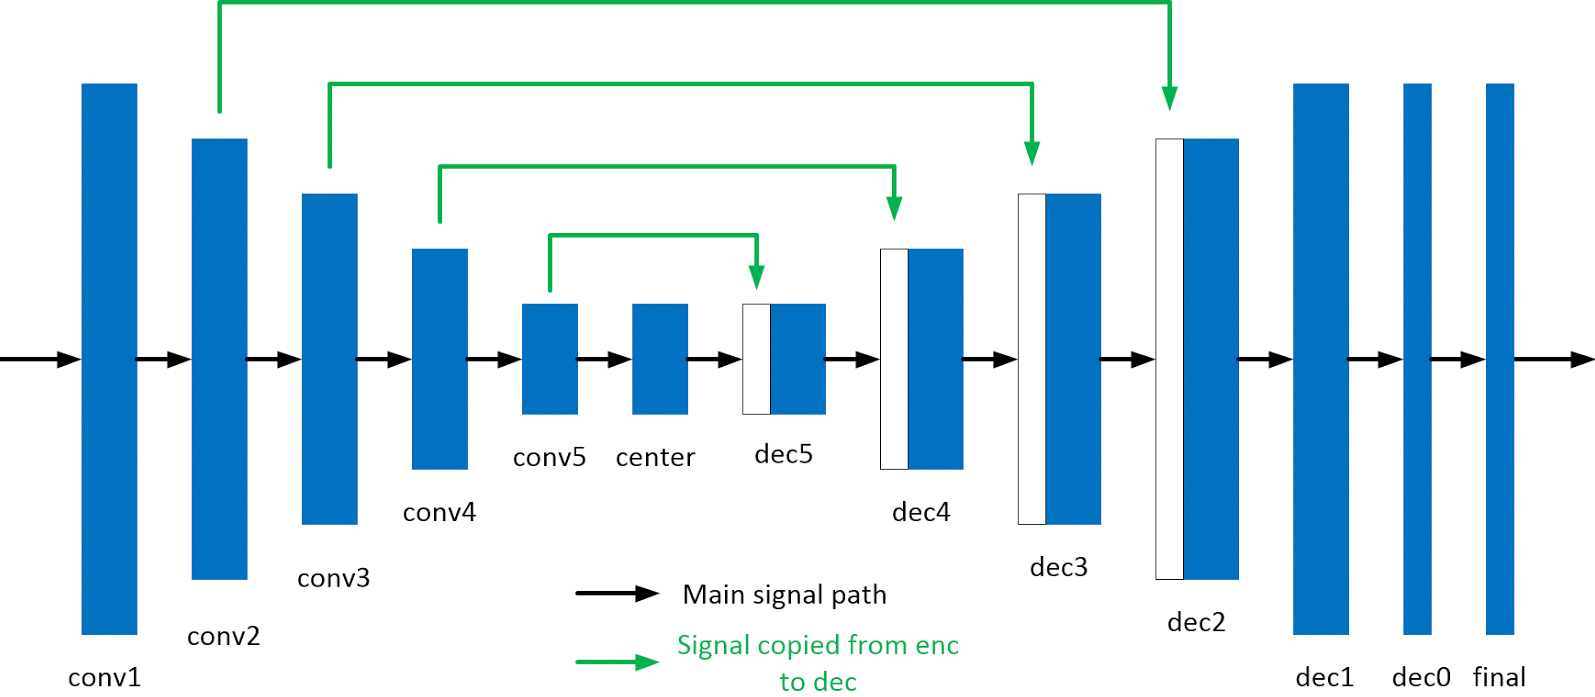 conv1
conv2
conv3
conv4
conv5
center
dec5
dec4
dec3
dec2
dec1
dec0
final
Main signal path
Signal copied from enc
to dec